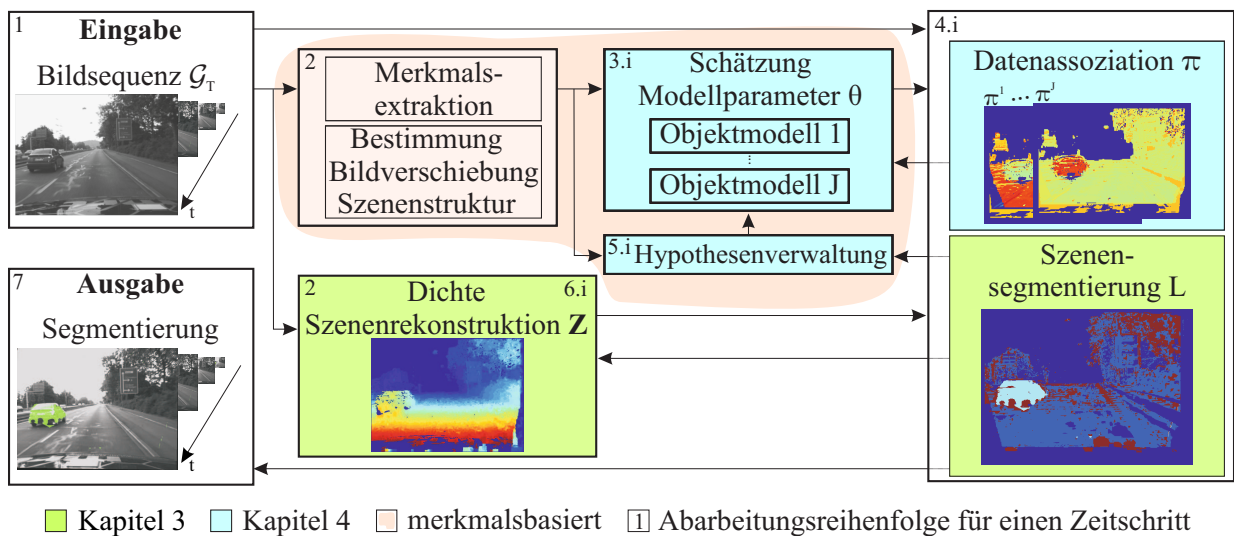 1
Eingabe
Bildsequenz 𝒢_T
t
2
Merkmals-
extraktion
Bestimmung
Bildverschiebung
Szenenstruktur
3.i
Schätzung
Modellparameter θ
Objektmodell 1
⋮
Objektmodell J
5.i
Hypothesenverwaltung
4.i
Datenassoziation π
π¹ ... πᴶ
Szenen-
segmentierung L
7
Ausgabe
Segmentierung
t
2
6.i
Dichte
Szenenrekonstruktion Z
Kapitel 3
Kapitel 4
merkmalsbasiert
1 Abarbeitungsreihenfolge für einen Zeitschritt